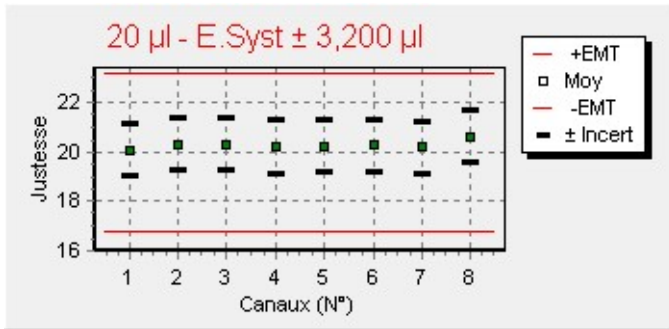 20 µl - E.Syst ± 3,200 µl
+EMT
Moy
-EMT
± Incert
Justesse
22
20
18
16
1 2 3 4 5 6 7 8
Canaux (N°)